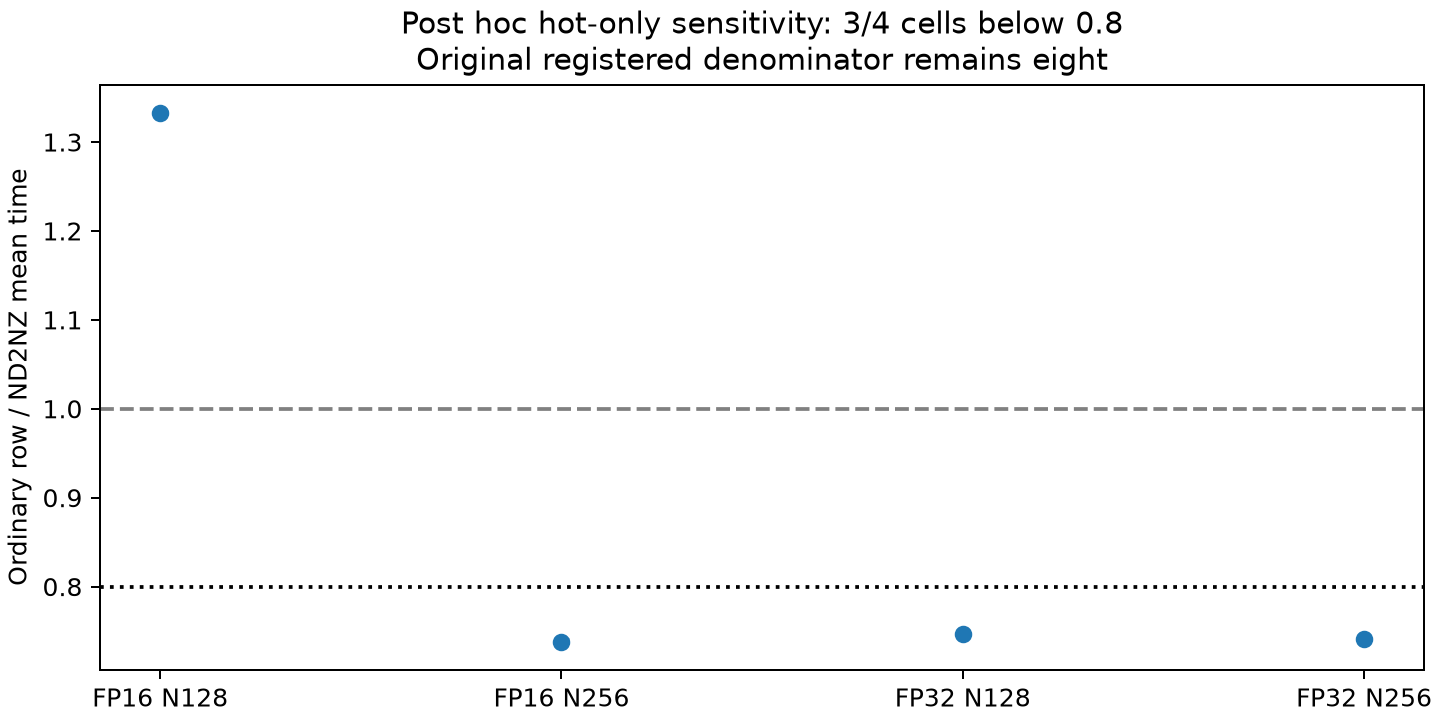 Post hoc hot-only sensitivity: 3/4 cells below 0.8
Original registered denominator remains eight
Ordinary row / ND2NZ mean time
1.3
1.2
1.1
1.0
0.9
0.8
FP16 N128
FP16 N256
FP32 N128
FP32 N256